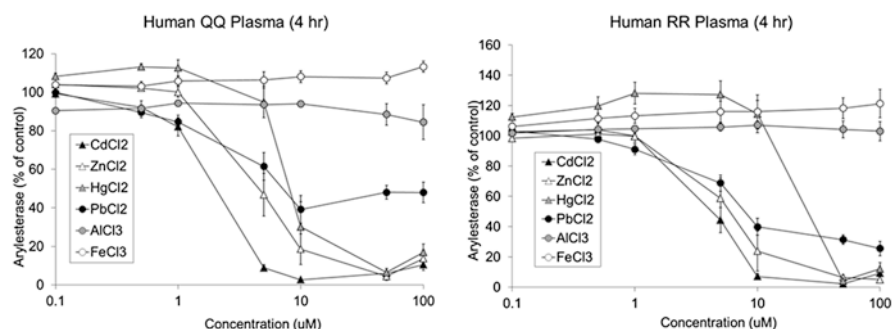 Human QQ Plasma (4 hr)
Arylesterase (% of control)
120
100
80
60
40
20
0
CdCl2
ZnCl2
HgCl2
PbCl2
AlCl3
FeCl3
0.1 1 10 100
Concentration (uM)
Human RR Plasma (4 hr)
Arylesterase (% of control)
160
140
120
100
80
60
40
20
0
CdCl2
ZnCl2
HgCl2
PbCl2
AlCl3
FeCl3
0.1 1 10 100
Concentration (uM)